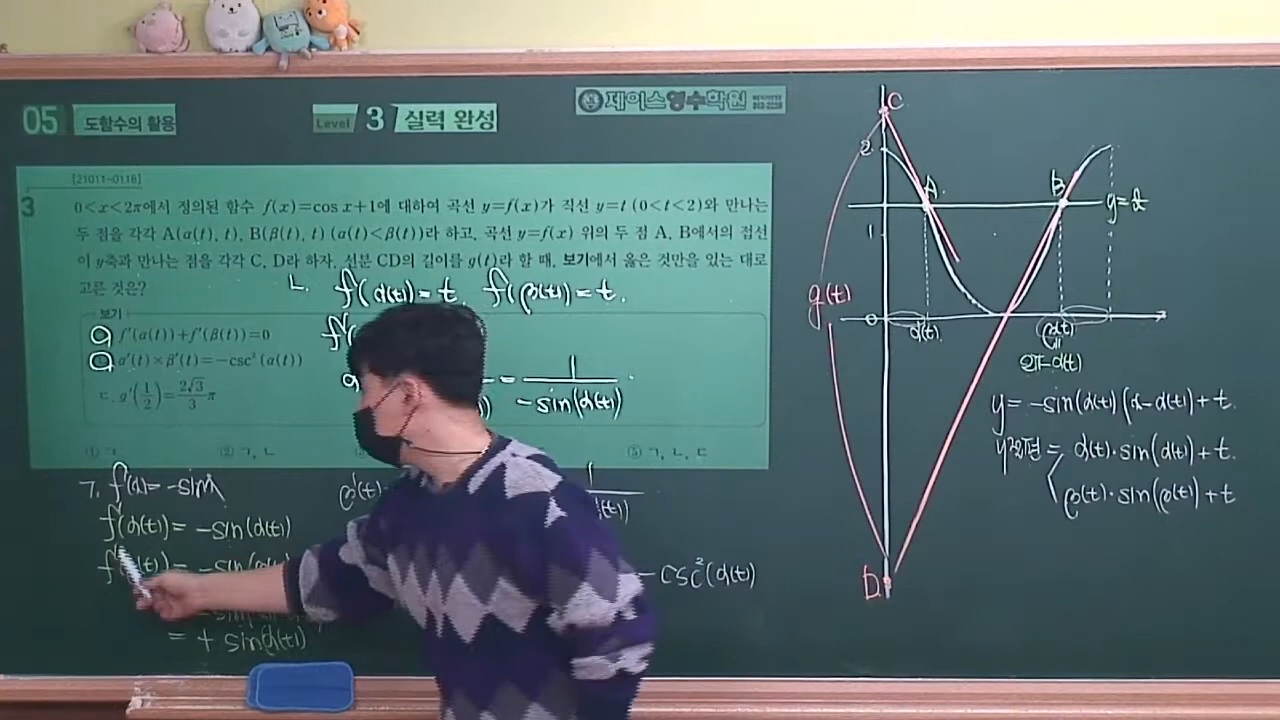 05 도함수의 활용
Level 3 실력 완성
제이스영수학원
[21011-0116]
3
0<x<2π에서 정의된 함수 f(x)=cos x+1에 대하여 곡선 y=f(x)가 직선 y=t (0<t<2)와 만나는
두 점을 각각 A(α(t), t), B(β(t), t) (α(t)<β(t))라 하고, 곡선 y=f(x) 위의 두 점 A, B에서의 접선
이 y축과 만나는 점을 각각 C, D라 하자. 선분 CD의 길이를 g(t)라 할 때, 보기에서 옳은 것만을 있는 대로
고른 것은?
보기
f'(α(t))+f'(β(t))=0
α'(t)×β'(t)=-csc²(α(t))
ㄷ. g'(1/2)=2√3/3 π
① ㄱ ② ㄱ, ㄴ ⑤ ㄱ, ㄴ, ㄷ
ㄴ. f(α(t))=t. f(β(t))=t.
= 1/-sin(α(t)).
ㄱ. f'(x)=-sinx
f'(α(t))= -sin(α(t))
= + sin(α(t))
β'(t)
- csc²(α(t))
C
2
A B
y=t
1
g(t)
0 α(t). β(t)
2π-α(t)
D
y= -sin(α(t))(x-α(t))+t.
y절편= α(t)·sin(α(t))+t.
β(t)·sin(β(t))+t